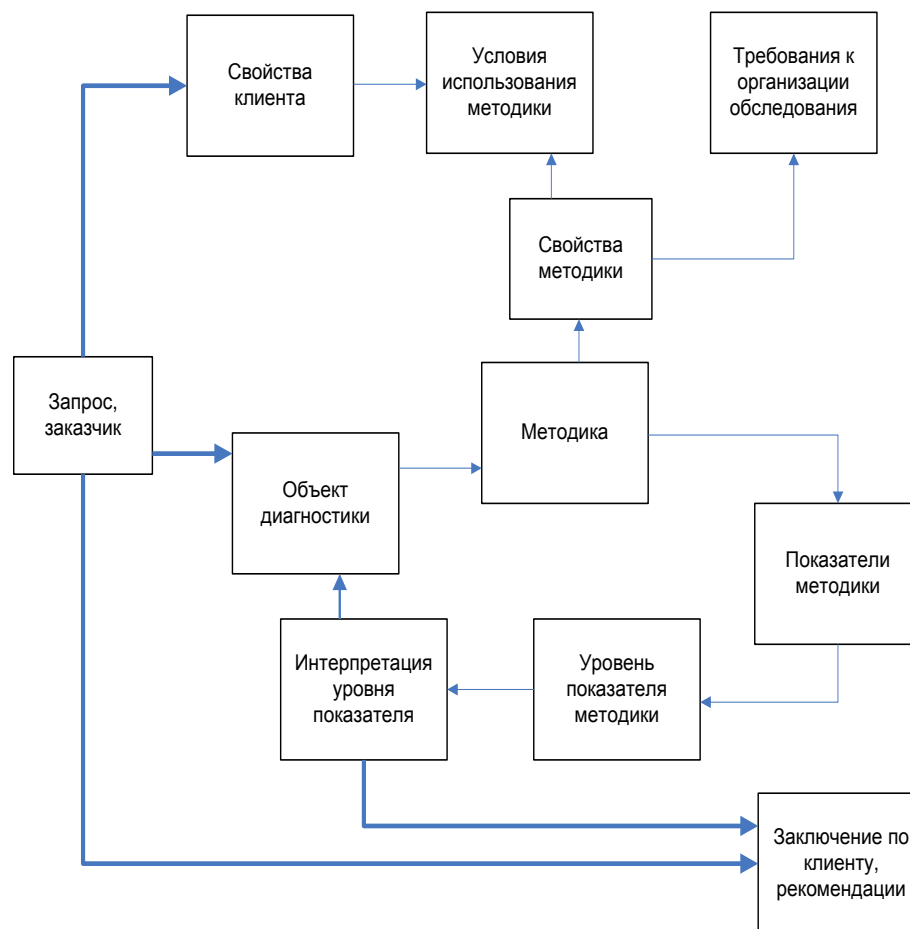 Свойства
клиента
Условия
использования
методики
Требования к
организации
обследования
Свойства
методики
Запрос,
заказчик
Объект
диагностики
Методика
Показатели
методики
Интерпретация
уровня
показателя
Уровень
показателя
методики
Заключение по
клиенту,
рекомендации